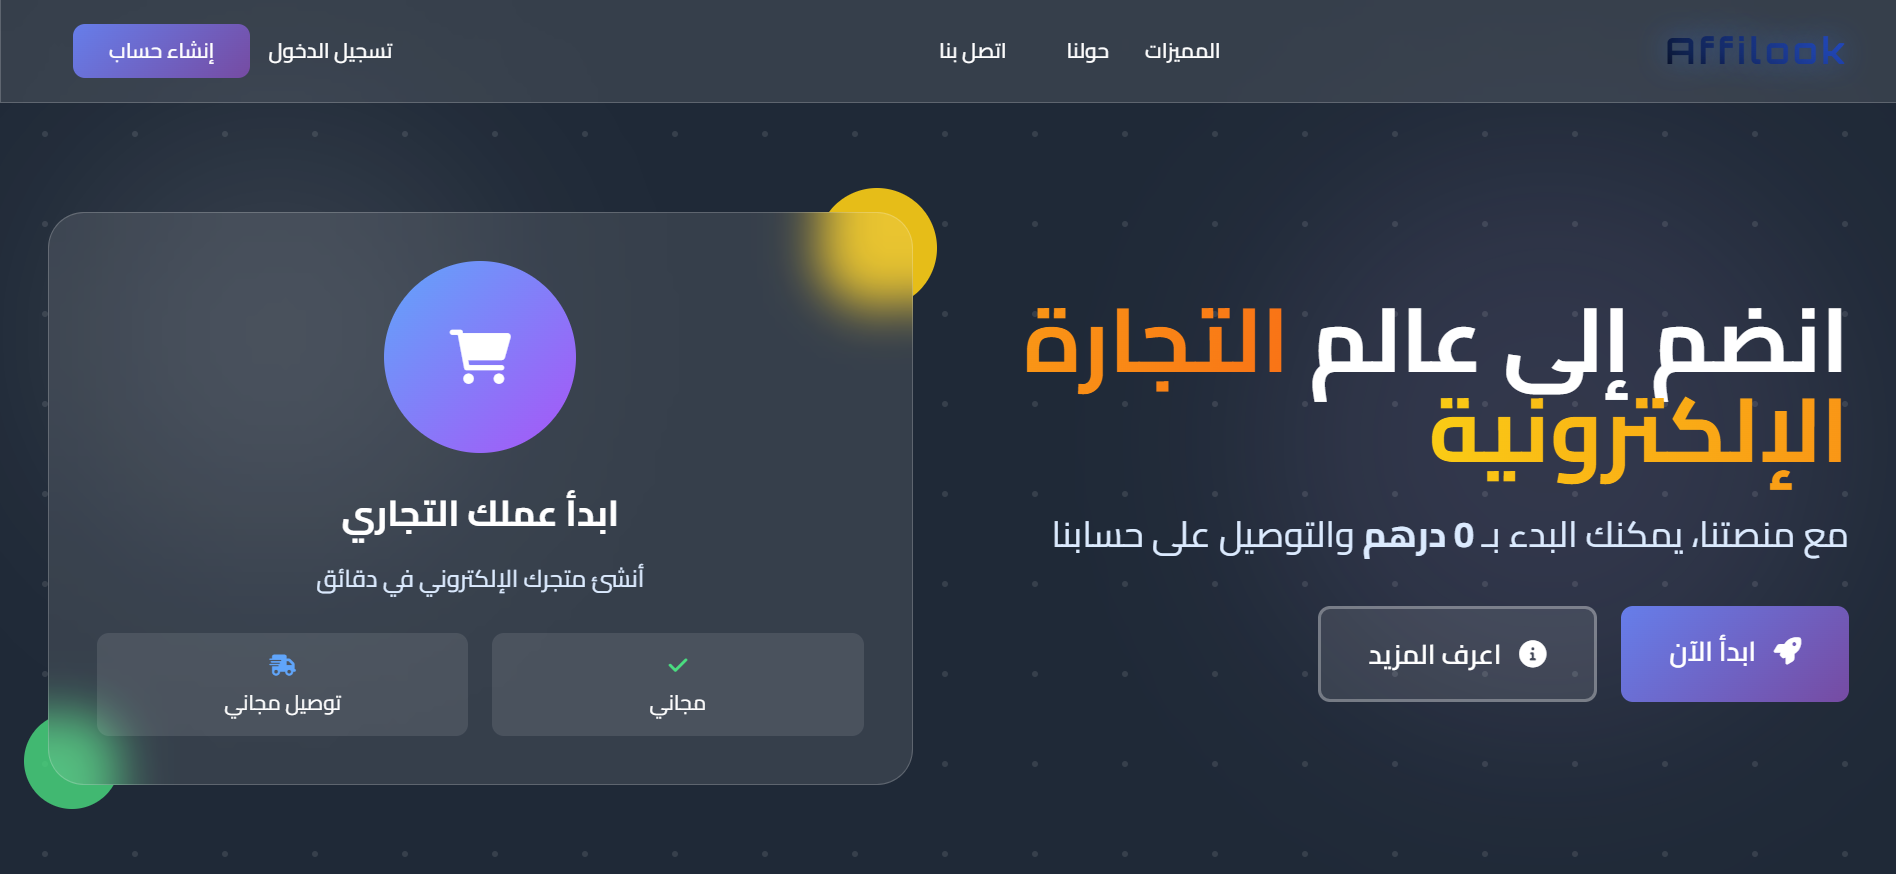 Affilook
المميزات
حولنا
اتصل بنا
تسجيل الدخول
إنشاء حساب
انضم إلى عالم التجارة
الإلكترونية
مع منصتنا، يمكنك البدء بـ 0 درهم والتوصيل على حسابنا
ابدأ الآن
اعرف المزيد
ابدأ عملك التجاري
أنشئ متجرك الإلكتروني في دقائق
مجاني
توصيل مجاني